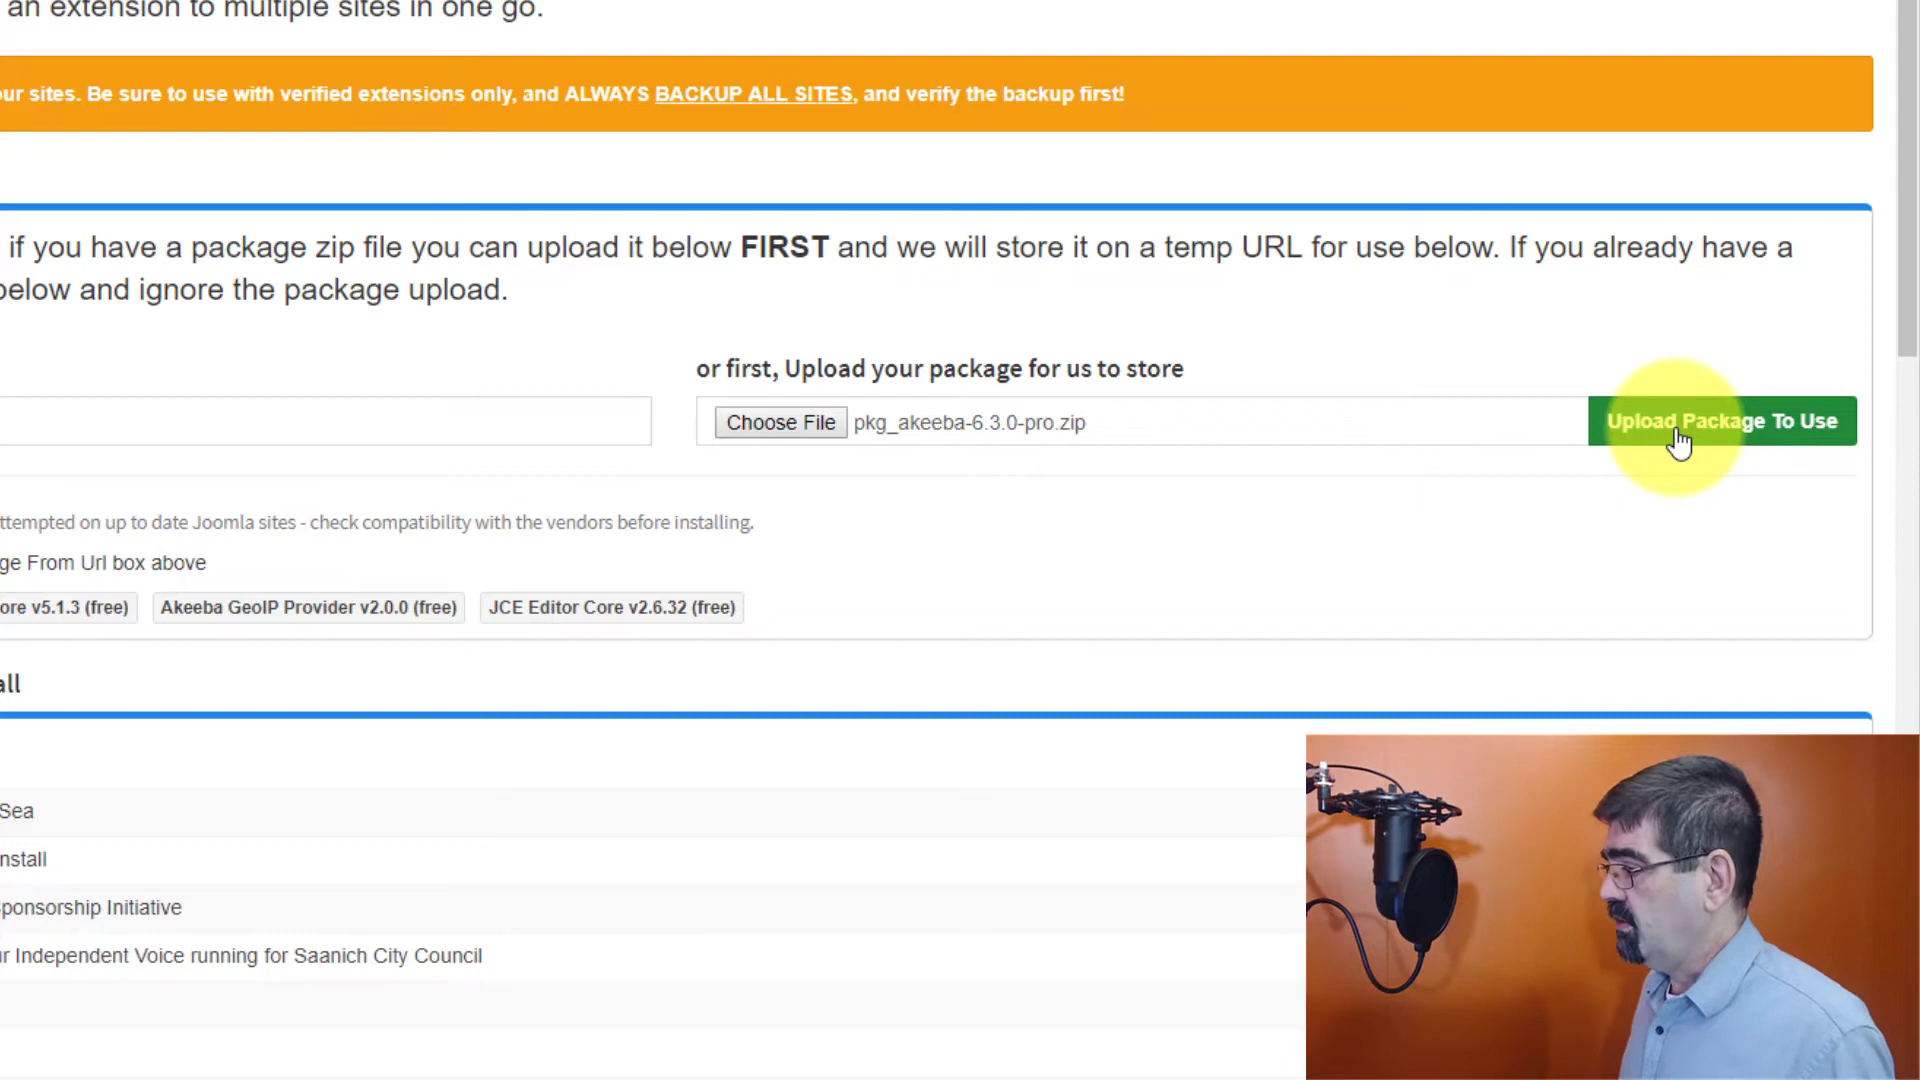 an extension to multiple sites in one go.
our sites. Be sure to use with verified extensions only, and ALWAYS BACKUP ALL SITES, and verify the backup first!
if you have a package zip file you can upload it below FIRST and we will store it on a temp URL for use below. If you already have a
below and ignore the package upload.
or first, Upload your package for us to store
Choose File pkg_akeeba-6.3.0-pro.zip Upload Package To Use
ttempted on up to date Joomla sites - check compatibility with the vendors before installing.
ge From Url box above
ore v5.1.3 (free) Akeeba GeoIP Provider v2.0.0 (free) JCE Editor Core v2.6.32 (free)
all
Sea
nstall
ponsorship Initiative
r Independent Voice running for Saanich City Council